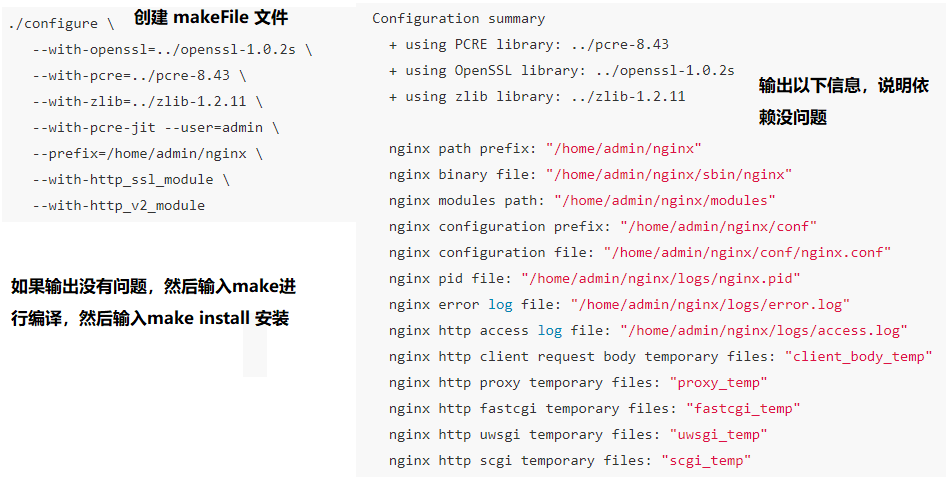 创建 makeFile 文件
./configure \
--with-openssl=../openssl-1.0.2s \
--with-pcre=../pcre-8.43 \
--with-zlib=../zlib-1.2.11 \
--with-pcre-jit --user=admin \
--prefix=/home/admin/nginx \
--with-http_ssl_module \
--with-http_v2_module
如果输出没有问题，然后输入make进
行编译，然后输入make install 安装
Configuration summary
+ using PCRE library: ../pcre-8.43
+ using OpenSSL library: ../openssl-1.0.2s
+ using zlib library: ../zlib-1.2.11
输出以下信息，说明依
赖没问题
nginx path prefix: "/home/admin/nginx"
nginx binary file: "/home/admin/nginx/sbin/nginx"
nginx modules path: "/home/admin/nginx/modules"
nginx configuration prefix: "/home/admin/nginx/conf"
nginx configuration file: "/home/admin/nginx/conf/nginx.conf"
nginx pid file: "/home/admin/nginx/logs/nginx.pid"
nginx error log file: "/home/admin/nginx/logs/error.log"
nginx http access log file: "/home/admin/nginx/logs/access.log"
nginx http client request body temporary files: "client_body_temp"
nginx http proxy temporary files: "proxy_temp"
nginx http fastcgi temporary files: "fastcgi_temp"
nginx http uwsgi temporary files: "uwsgi_temp"
nginx http scgi temporary files: "scgi_temp"